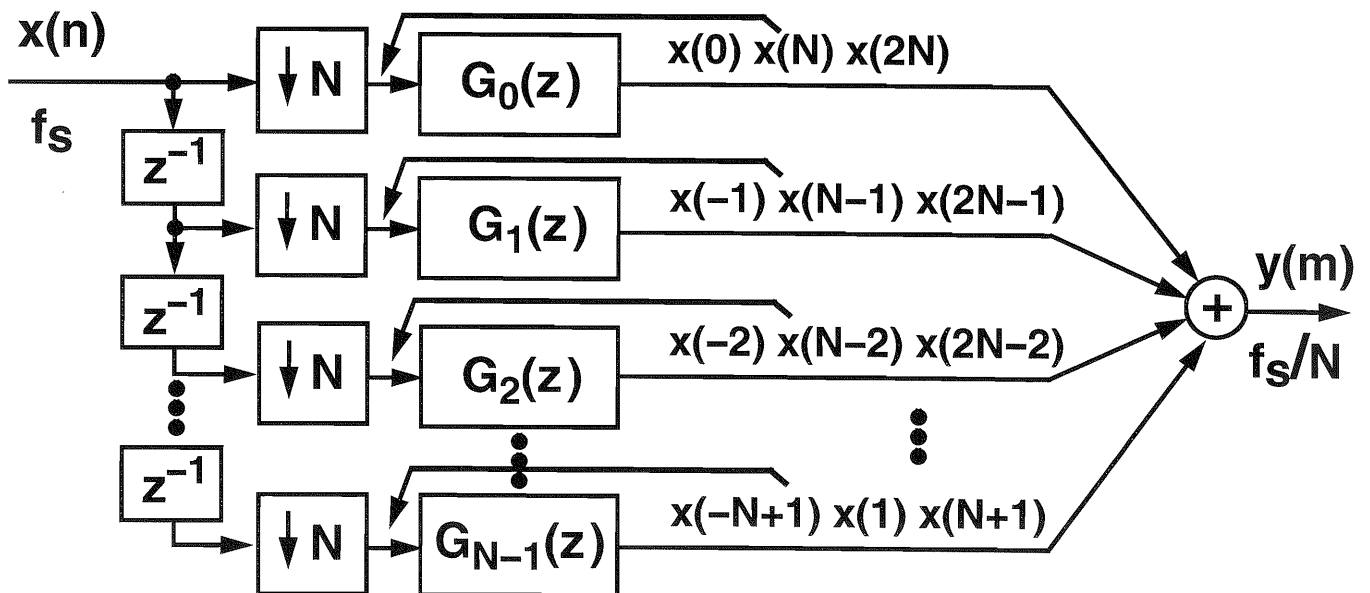 x(n)
f_s
↓ N
G_0(z)
x(0) x(N) x(2N)
z^{-1}
↓ N
G_1(z)
x(–1) x(N–1) x(2N–1)
z^{-1}
↓ N
G_2(z)
x(–2) x(N–2) x(2N–2)
+
y(m)
f_s/N
z^{-1}
↓ N
G_{N–1}(z)
x(–N+1) x(1) x(N+1)